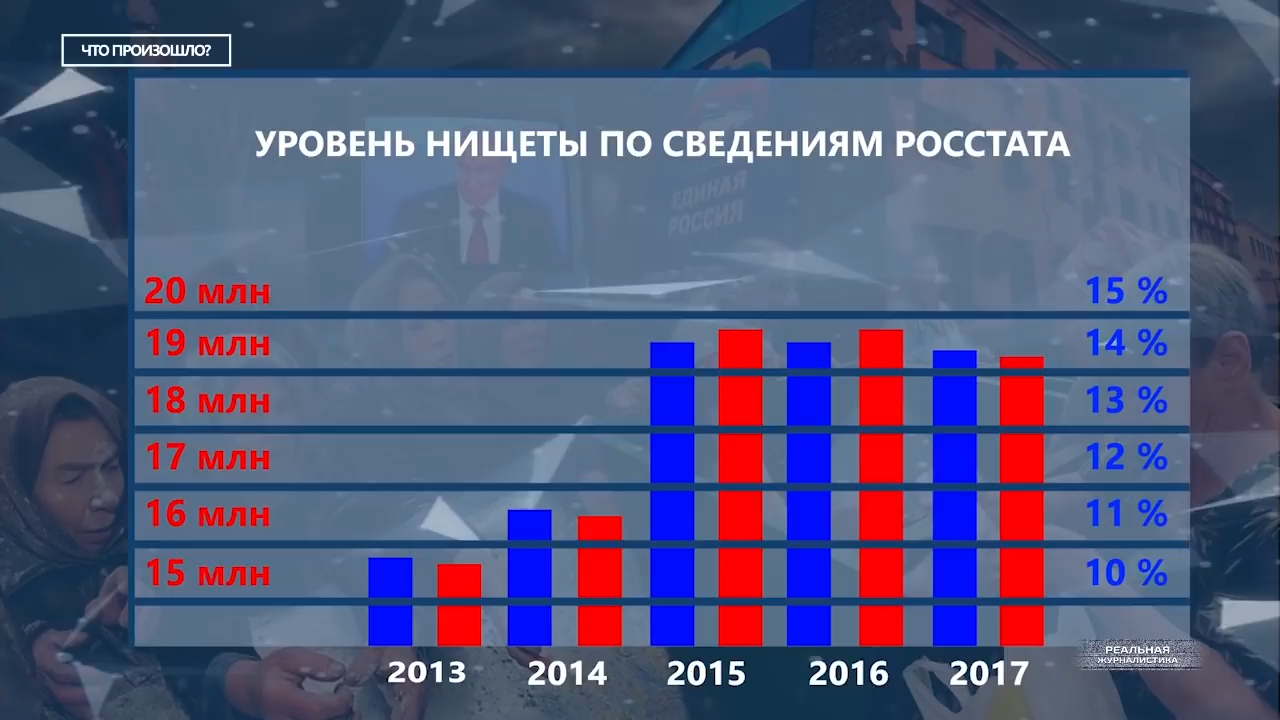 ЧТО ПРОИЗОШЛО?
УРОВЕНЬ НИЩЕТЫ ПО СВЕДЕНИЯМ РОССТАТА
ЕДИНАЯ
РОССИЯ
20 млн 15 %
19 млн 14 %
18 млн 13 %
17 млн 12 %
16 млн 11 %
15 млн 10 %
2013 2014 2015 2016 2017
РЕАЛЬНАЯ
ЖУРНАЛИСТИКА